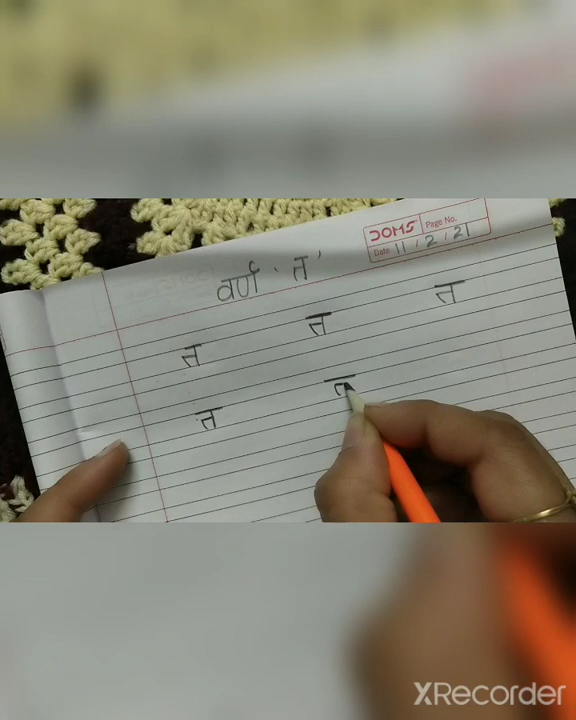 DOMS Page No.
Date 11 / 2 / 21
वर्ण ' त '
त त त
त त
XRecorder